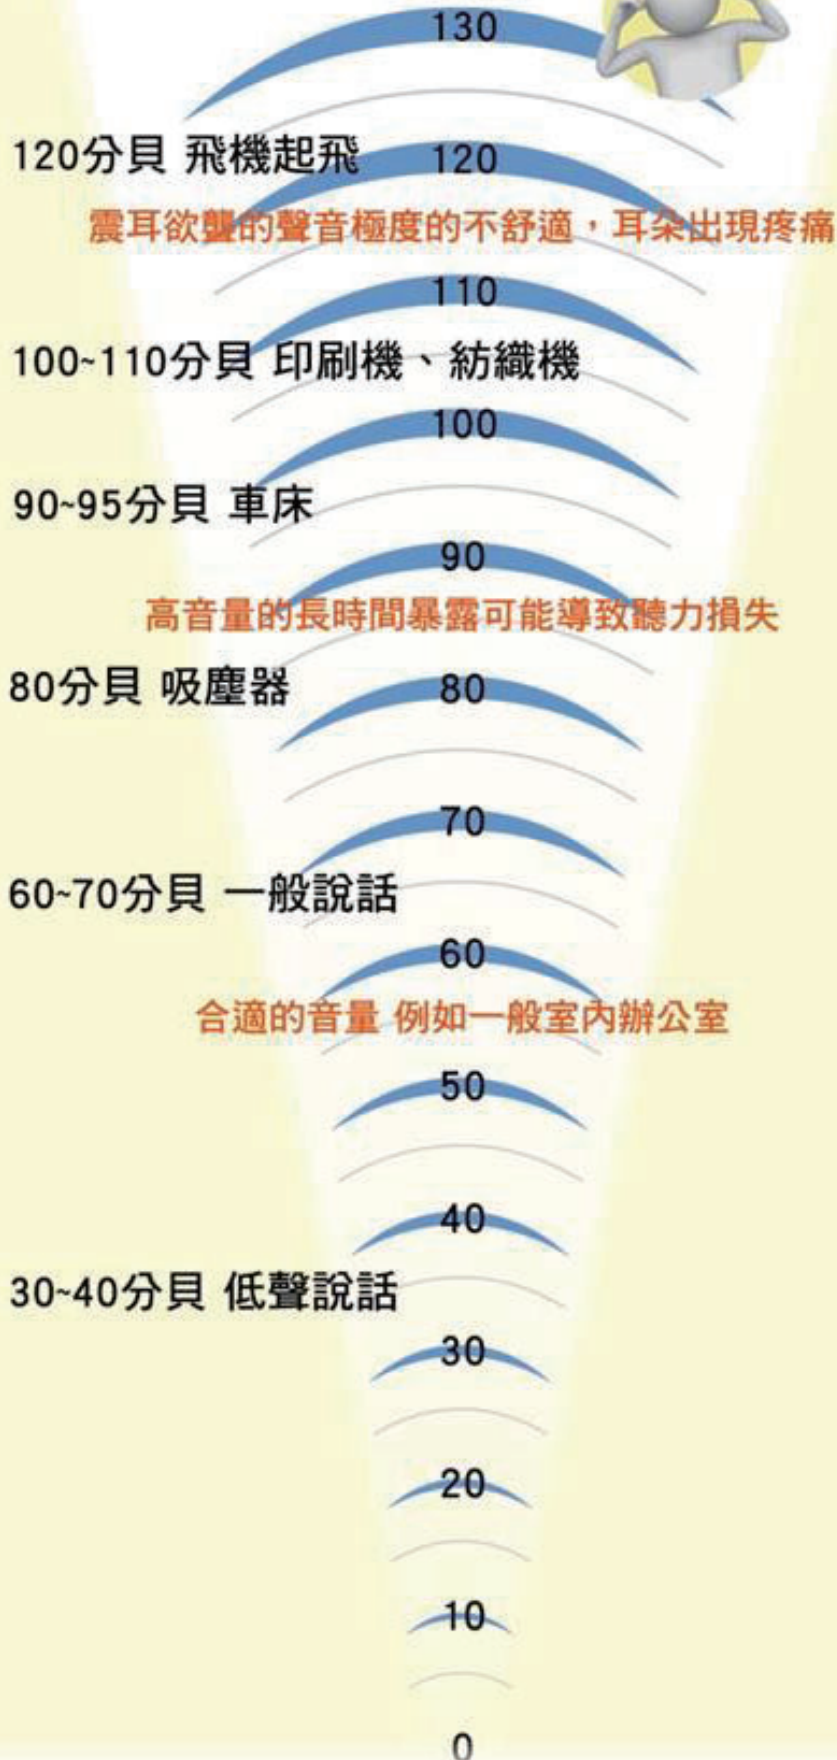 130
120分貝 飛機起飛 120
震耳欲聾的聲音極度的不舒適,耳朵出現疼痛
110
100~110分貝 印刷機、紡織機
100
90~95分貝 車床
90
高音量的長時間暴露可能導致聽力損失
80分貝 吸塵器 80
70
60~70分貝 一般說話
60
合適的音量 例如一般室內辦公室
50
40
30~40分貝 低聲說話
30
20
10
0